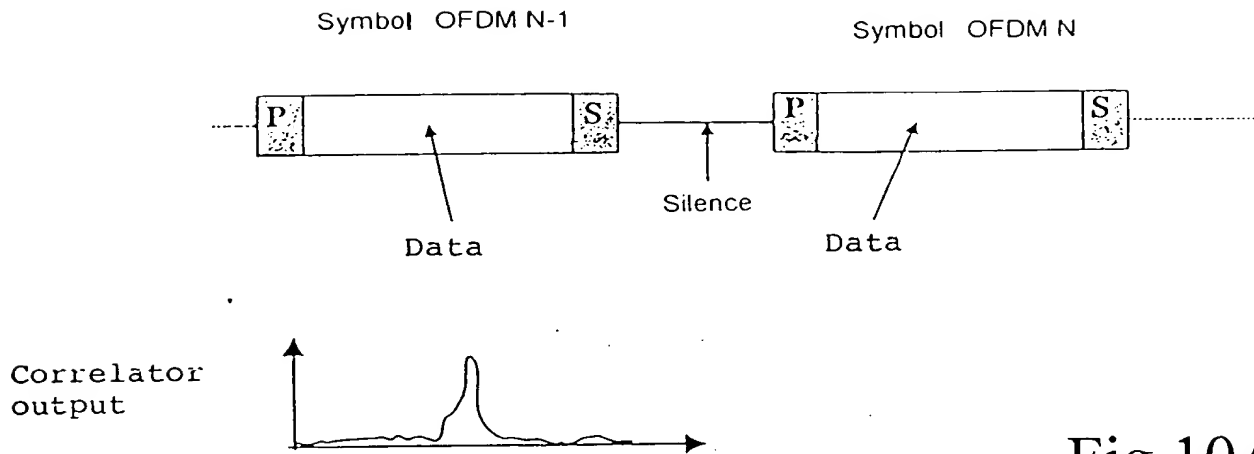 Symbol OFDM N-1
Symbol OFDM N
P
S
P
S
Silence
Data
Data
Correlator
output